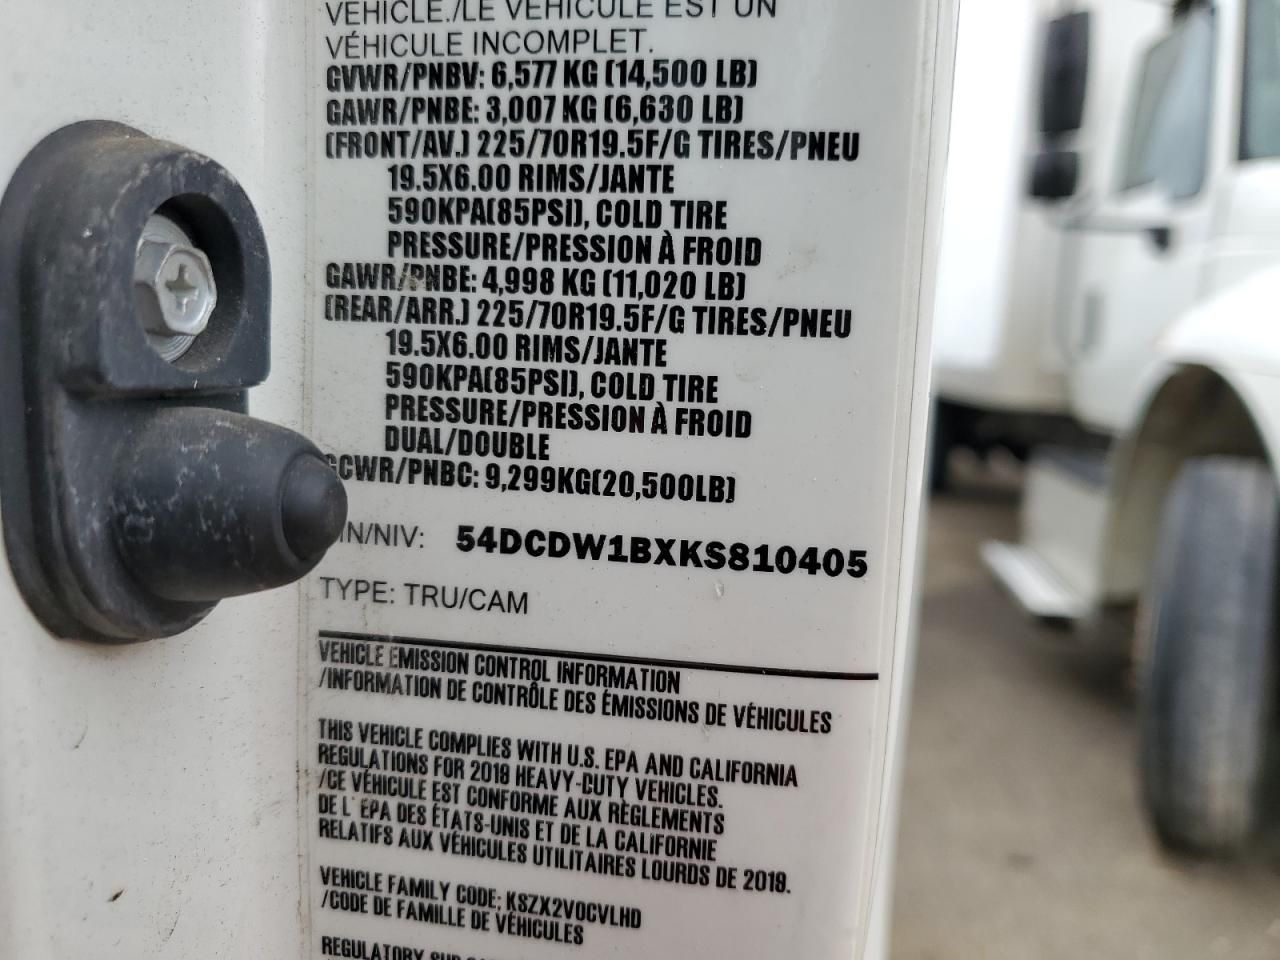 VEHICLE./LE VÉHICULE EST UN
VÉHICULE INCOMPLET.
GVWR/PNBV: 6,577 KG (14,500 LB)
GAWR/PNBE: 3,007 KG (6,630 LB)
(FRONT/AV.) 225/70R19.5F/G TIRES/PNEU
19.5X6.00 RIMS/JANTE
590KPA(85PSI), COLD TIRE
PRESSURE/PRESSION À FROID
GAWR/PNBE: 4,998 KG (11,020 LB)
(REAR/ARR.) 225/70R19.5F/G TIRES/PNEU
19.5X6.00 RIMS/JANTE
590KPA(85PSI), COLD TIRE
PRESSURE/PRESSION À FROID
DUAL/DOUBLE
GCWR/PNBC: 9,299KG(20,500LB)
VIN/NIV: 54DCDW1BXKS810405
TYPE: TRU/CAM
VEHICLE EMISSION CONTROL INFORMATION
/INFORMATION DE CONTRÔLE DES ÉMISSIONS DE VÉHICULES
THIS VEHICLE COMPLIES WITH U.S. EPA AND CALIFORNIA
REGULATIONS FOR 2019 HEAVY-DUTY VEHICLES.
/CE VÉHICULE EST CONFORME AUX RÈGLEMENTS
DE L'EPA DES ÉTATS-UNIS ET DE LA CALIFORNIE
RELATIFS AUX VÉHICULES UTILITAIRES LOURDS DE 2019.
VEHICLE FAMILY CODE: KSZX2VOCVLHD
/CODE DE FAMILLE DE VÉHICULES
REGULATORY